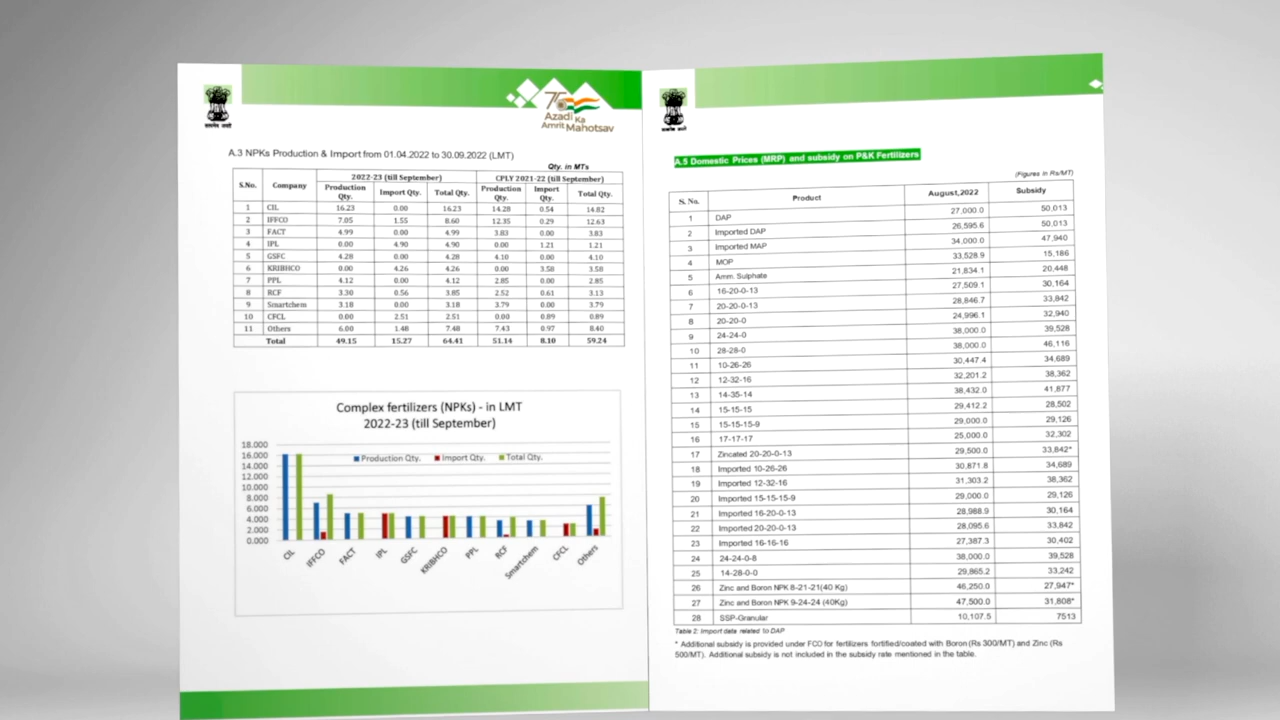 75
Azadi Ka
Amrit Mahotsav
सत्यमेव जयते
A.3 NPKs Production & Import from 01.04.2022 to 30.09.2022 (LMT)
Qty. in MTs
S.No. Company 2022-23 (till September) CPLY 2021-22 (till September)
Production Qty. Import Qty. Total Qty. Production Qty. Import Qty. Total Qty.
1 CIL 16.23 0.00 16.23 14.28 0.54 14.82
2 IFFCO 7.05 1.55 8.60 12.35 0.29 12.63
3 FACT 4.99 0.00 4.99 3.83 0.00 3.83
4 IPL 0.00 4.90 4.90 0.00 1.21 1.21
5 GSFC 4.28 0.00 4.28 4.10 0.00 4.10
6 KRIBHCO 0.00 4.26 4.26 0.00 3.58 3.58
7 PPL 4.12 0.00 4.12 2.85 0.00 2.85
8 RCF 3.30 0.56 3.85 2.52 0.61 3.13
9 Smartchem 3.18 0.00 3.18 3.79 0.00 3.79
10 CFCL 0.00 2.51 2.51 0.00 0.89 0.89
11 Others 6.00 1.48 7.48 7.43 0.97 8.40
Total 49.15 15.27 64.41 51.14 8.10 59.24
Complex fertilizers (NPKs) - in LMT
2022-23 (till September)
Production Qty. Import Qty. Total Qty.
18.000
16.000
14.000
12.000
10.000
8.000
6.000
4.000
2.000
0.000
CIL IFFCO FACT IPL GSFC KRIBHCO PPL RCF Smartchem CFCL Others
सत्यमेव जयते
A.5 Domestic Prices (MRP) and subsidy on P&K Fertilizers
(Figures in Rs/MT)
S. No. Product August,2022 Subsidy
1 DAP 27,000.0 50,013
2 Imported DAP 26,595.6 50,013
3 Imported MAP 34,000.0 47,940
4 MOP 33,528.9 15,186
5 Amm. Sulphate 21,834.1 20,448
6 16-20-0-13 27,509.1 30,164
7 20-20-0-13 28,646.7 33,842
8 20-20-0 24,996.1 32,940
9 24-24-0 38,000.0 39,528
10 28-28-0 38,000.0 46,116
11 10-26-26 30,447.4 34,689
12 12-32-16 32,201.2 38,362
13 14-35-14 38,432.0 41,877
14 15-15-15 29,412.2 28,502
15 15-15-15-9 29,000.0 29,126
16 17-17-17 25,000.0 32,302
17 Zincated 20-20-0-13 29,500.0 33,842*
18 Imported 10-26-26 30,871.8 34,689
19 Imported 12-32-16 31,303.2 38,362
20 Imported 15-15-15-9 29,000.0 29,126
21 Imported 16-20-0-13 28,988.9 30,164
22 Imported 20-20-0-13 28,095.6 33,842
23 Imported 16-16-16 27,387.3 30,402
24 24-24-0-8 38,000.0 39,528
25 14-28-0-0 29,865.2 33,242
26 Zinc and Boron NPK 8-21-21(40 Kg) 46,250.0 27,947*
27 Zinc and Boron NPK 9-24-24 (40Kg) 47,500.0 31,808*
28 SSP-Granular 10,107.5 7513
Table 2: Import data related to DAP
* Additional subsidy is provided under FCO for fertilizers fortified/coated with Boron (Rs 300/MT) and Zinc (Rs
500/MT). Additional subsidy is not included in the subsidy rate mentioned in the table.